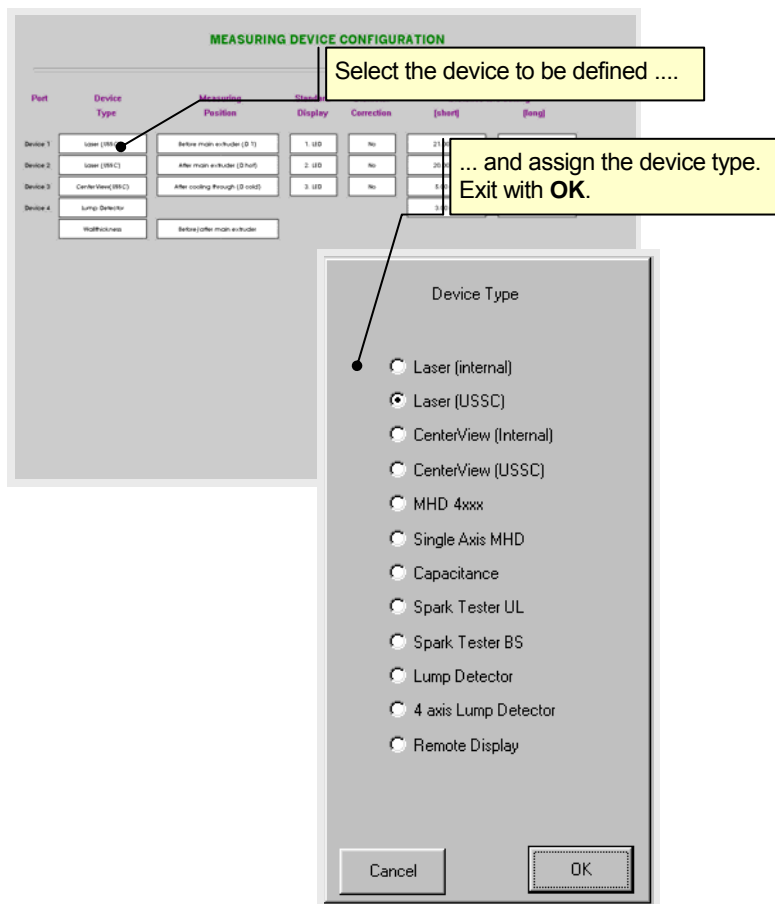 MEASURING DEVICE CONFIGURATION
Select the device to be defined ....
Port Device Measuring
Type Position Display Correction [short] [long]
Device 1 Laser (USSC) Before main extruder (D 1) 1. LED No
Device 2 Laser (USSC) After main extruder (D hot) 2. LED No
Device 3 CenterView(USSC) After cooling through (D cold) 3. LED No
Device 4 Lump Detector
Wallthickness Before/after main extruder
... and assign the device type.
Exit with OK.
Device Type
Laser (internal)
Laser (USSC)
CenterView (Internal)
CenterView (USSC)
MHD 4xxx
Single Axis MHD
Capacitance
Spark Tester UL
Spark Tester BS
Lump Detector
4 axis Lump Detector
Remote Display
Cancel OK